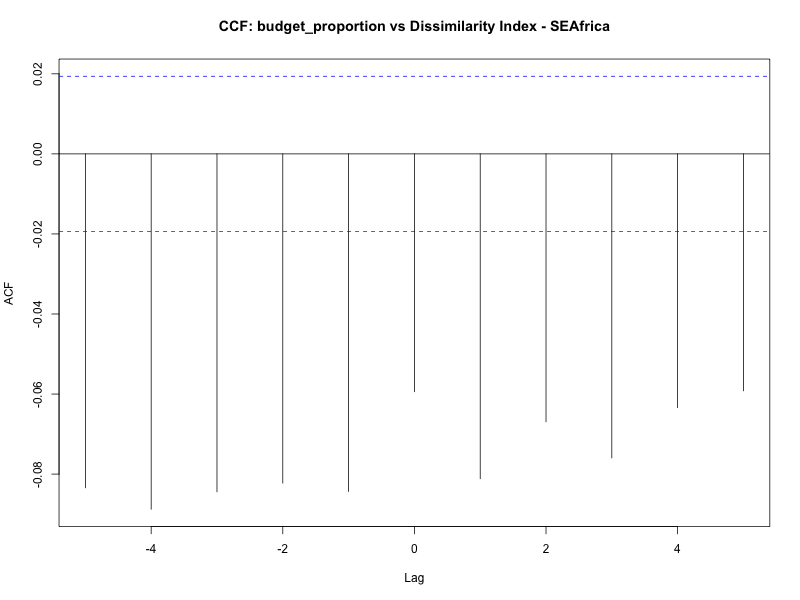 CCF: budget_proportion vs Dissimilarity Index - SEAfrica
0.02
0.00
-0.02
-0.04
-0.06
-0.08
ACF
-4 -2 0 2 4
Lag